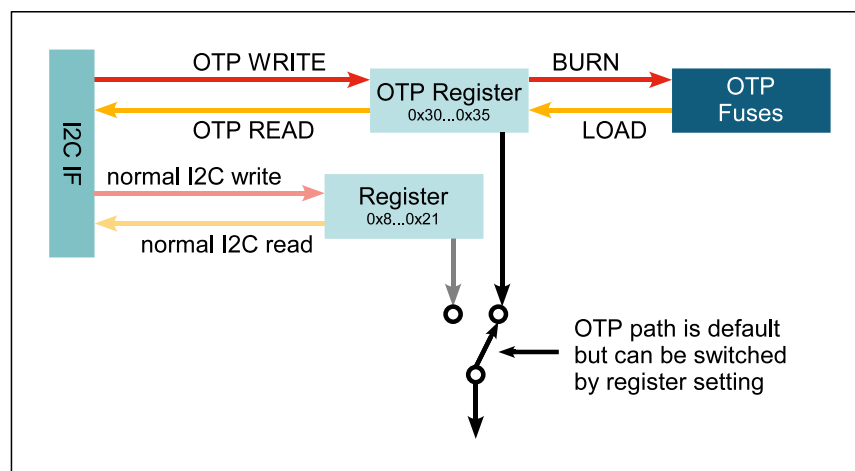 I2C IF
OTP WRITE
OTP READ
OTP Register
0x30...0x35
BURN
LOAD
OTP
Fuses
normal I2C write
normal I2C read
Register
0x8...0x21
OTP path is default
but can be switched
by register setting